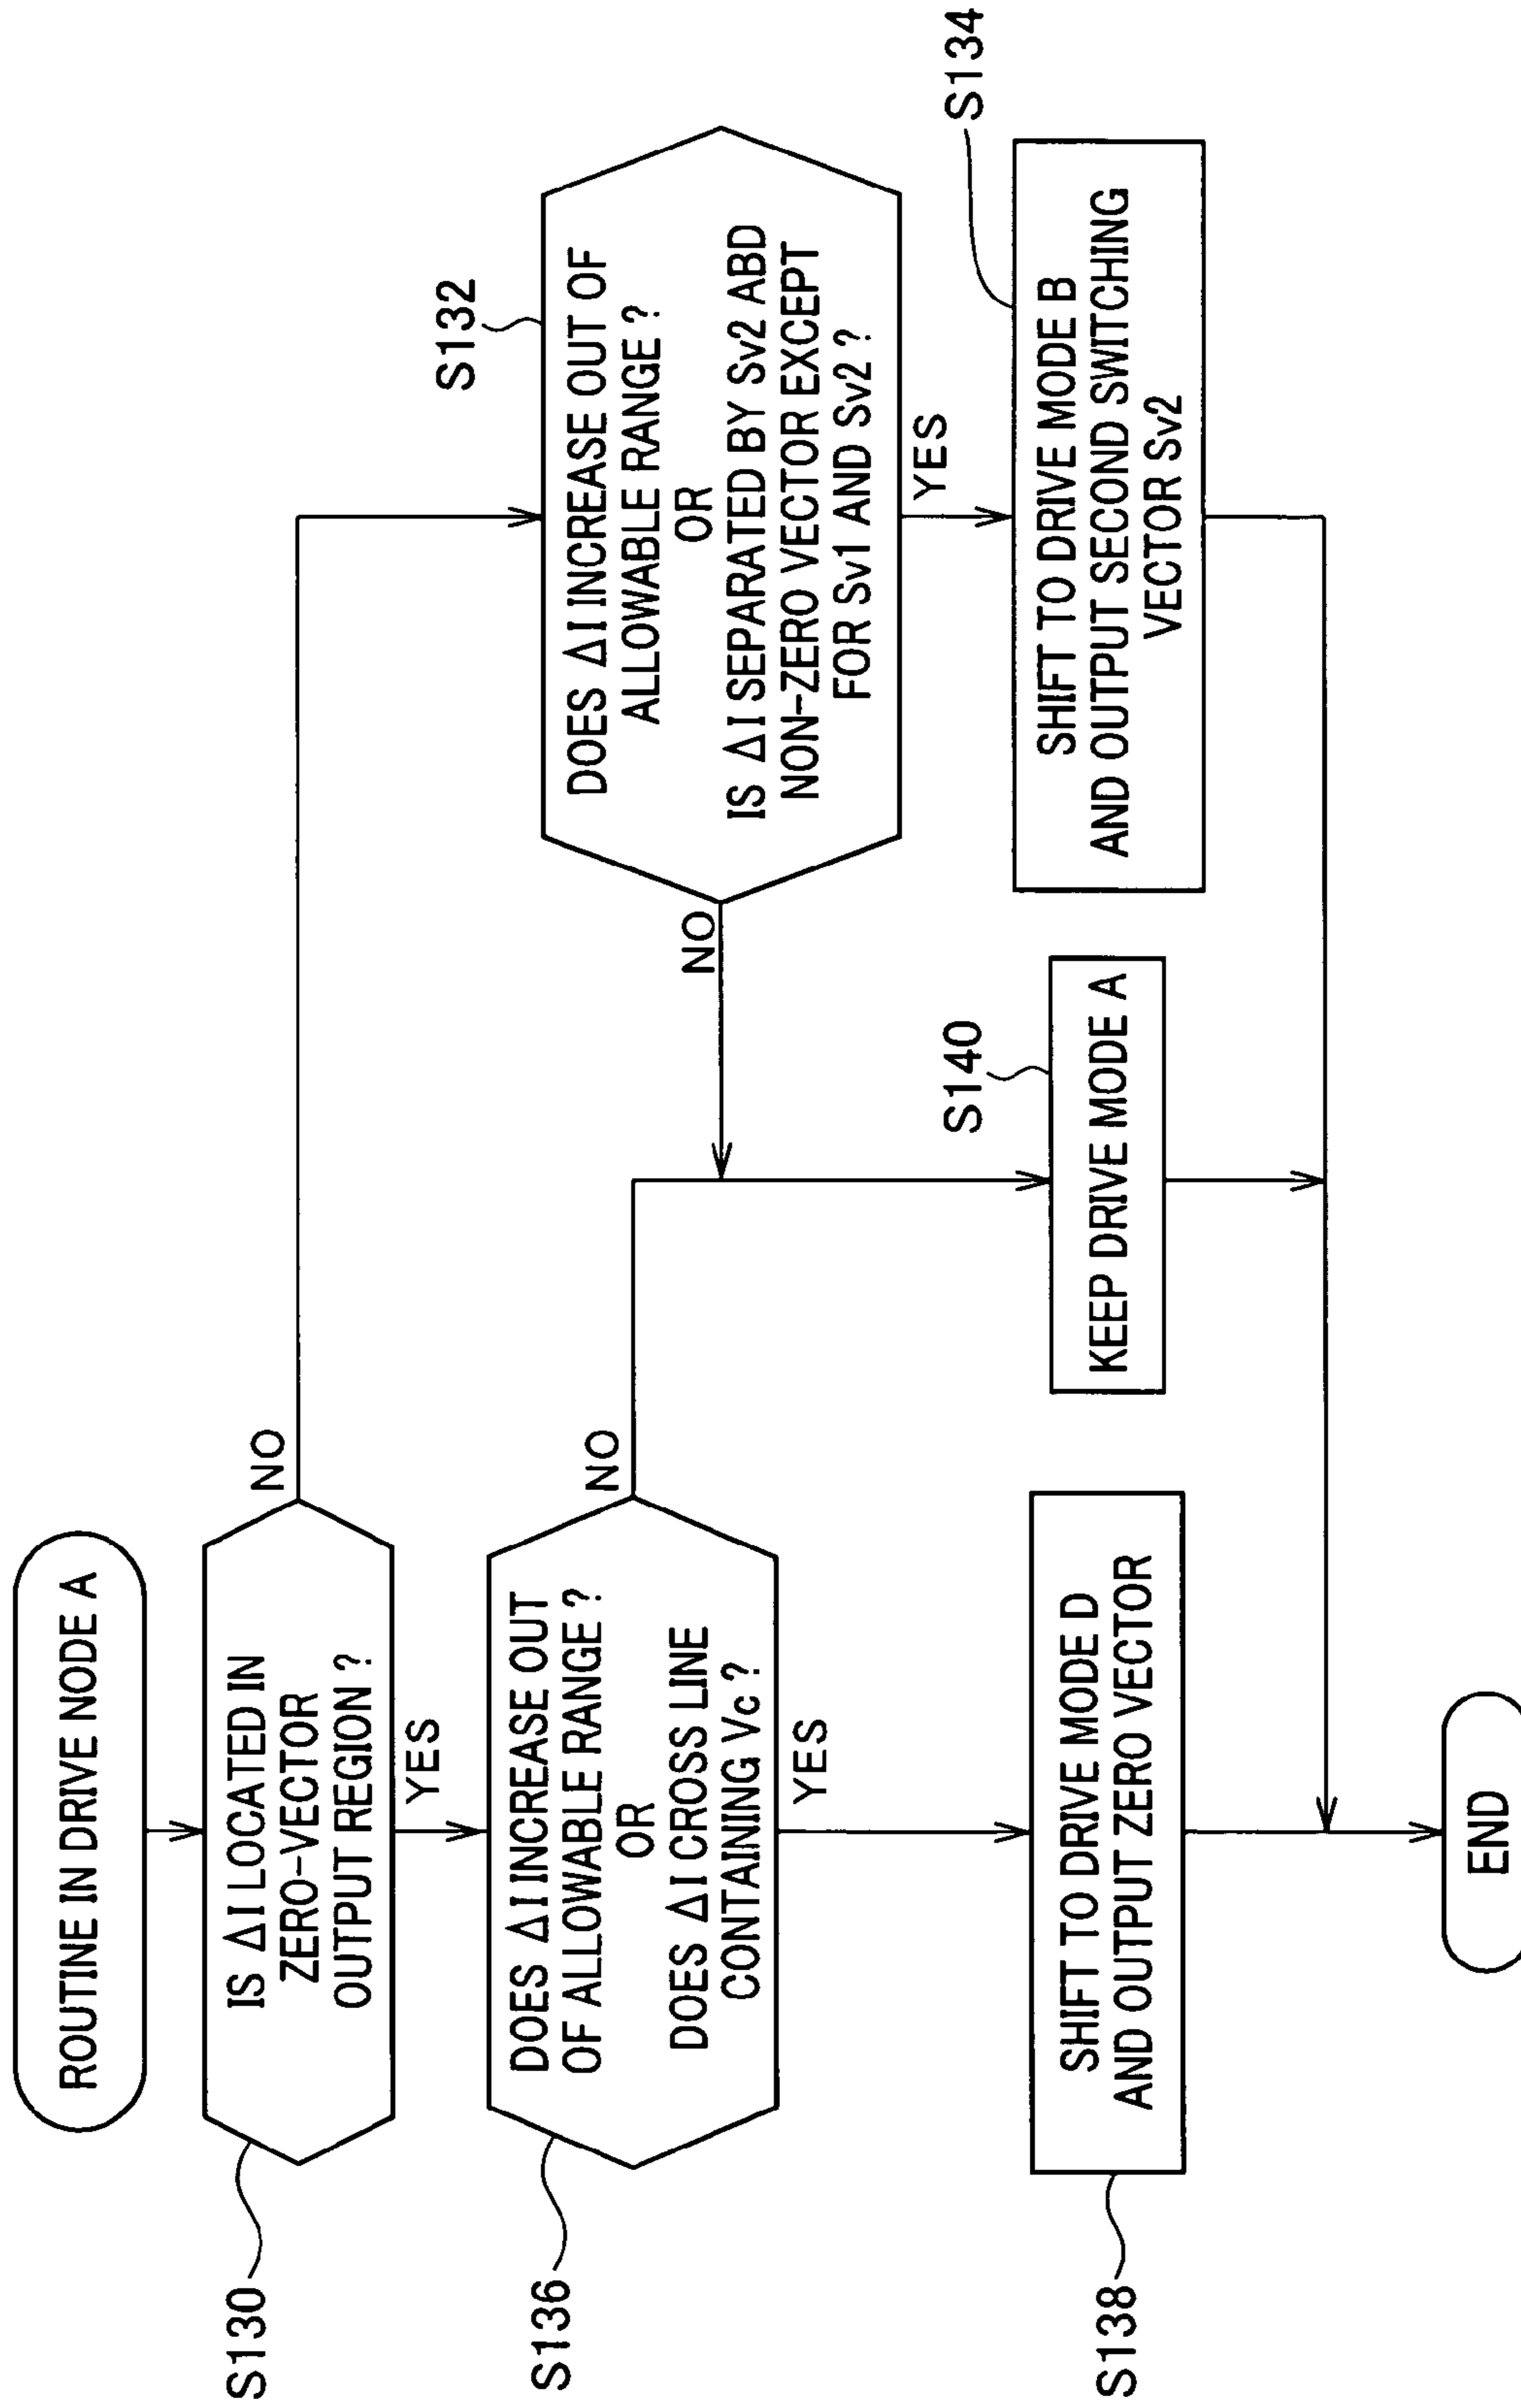 ROUTINE IN DRIVE NODE A
S130
IS ΔI LOCATED IN
ZERO-VECTOR
OUTPUT REGION ?
NO
YES
S136
DOES ΔI INCREASE OUT
OF ALLOWABLE RANGE ?
OR
DOES ΔI CROSS LINE
CONTAINING Vc ?
NO
YES
S132
DOES ΔI INCREASE OUT OF
ALLOWABLE RANGE ?
OR
IS ΔI SEPARATED BY Sv2 ABD
NON-ZERO VECTOR EXCEPT
FOR Sv1 AND Sv2 ?
NO
YES
S138
SHIFT TO DRIVE MODE D
AND OUTPUT ZERO VECTOR
S140
KEEP DRIVE MODE A
S134
SHIFT TO DRIVE MODE B
AND OUTPUT SECOND SWITCHING
VECTOR Sv2
END